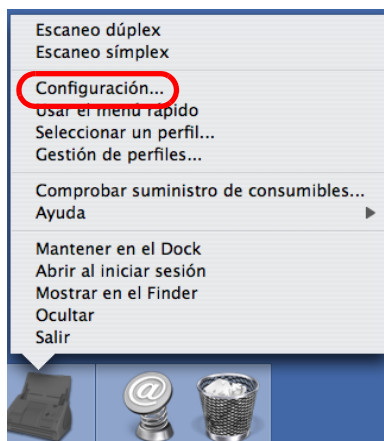 Escaneo dúplex
Escaneo símplex
Configuración...
Usar el menú rápido
Seleccionar un perfil...
Gestión de perfiles...
Comprobar suministro de consumibles...
Ayuda
Mantener en el Dock
Abrir al iniciar sesión
Mostrar en el Finder
Ocultar
Salir
@